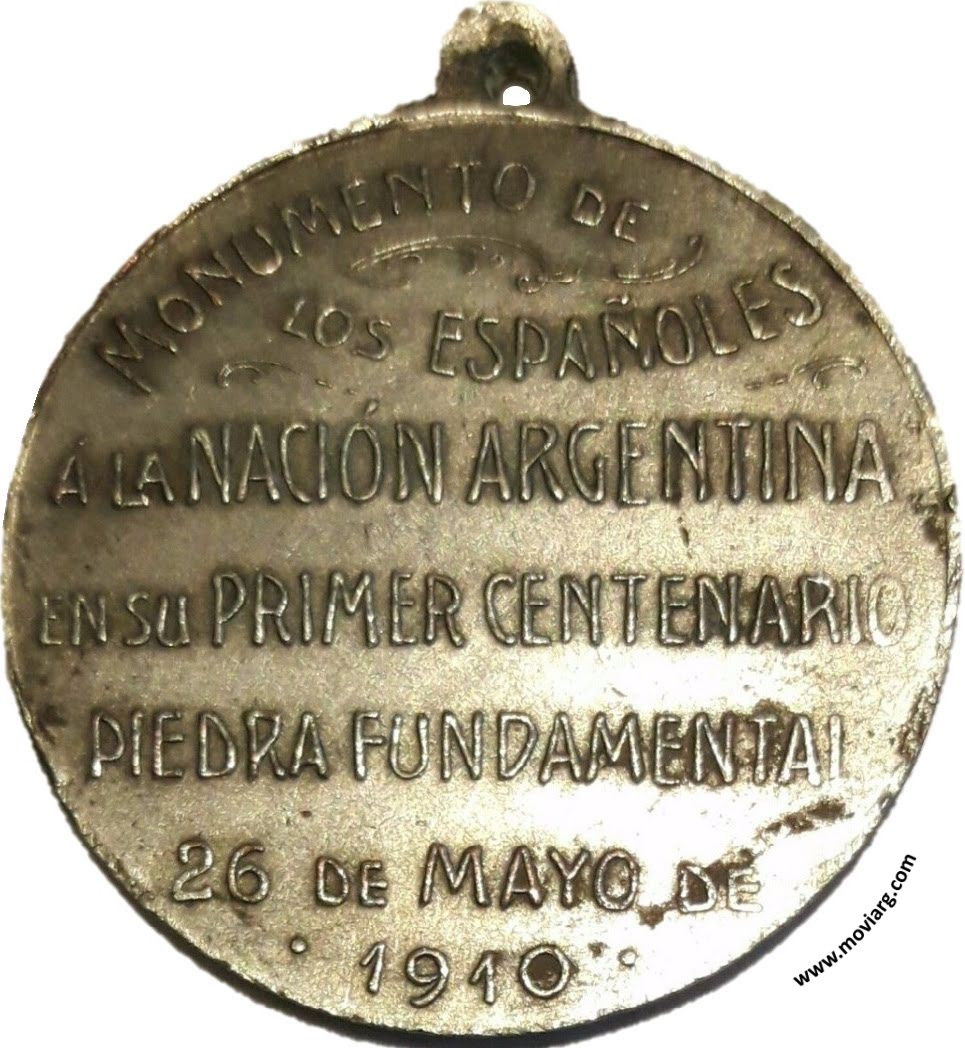 MONUMENTO DE
LOS ESPAÑOLES
Á LA NACIÓN ARGENTINA
EN SU PRIMER CENTENARIO
PIEDRA FUNDAMENTAL
26 DE MAYO DE
1910
www.moviarg.com